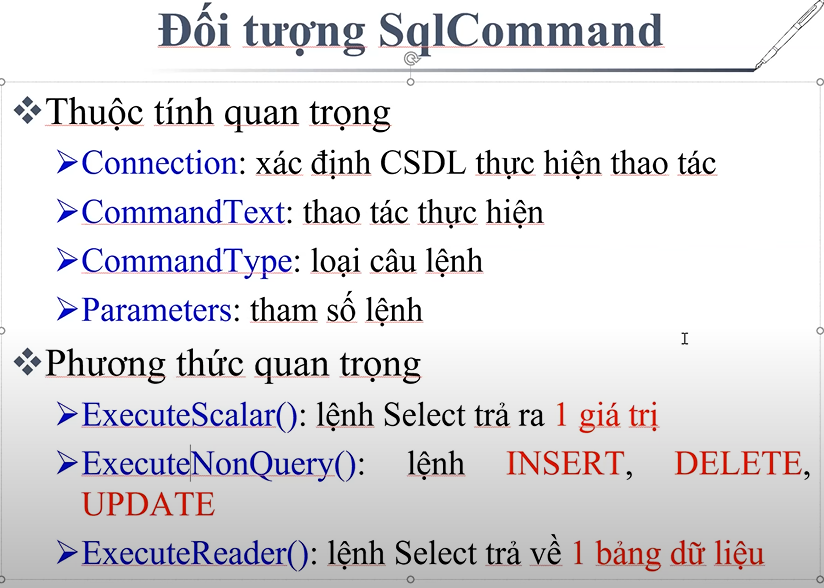 Đối tượng SqlCommand
Thuộc tính quan trọng
Connection: xác định CSDL thực hiện thao tác
CommandText: thao tác thực hiện
CommandType: loại câu lệnh
Parameters: tham số lệnh
Phương thức quan trọng
ExecuteScalar(): lệnh Select trả ra 1 giá trị
ExecuteNonQuery(): lệnh INSERT, DELETE,
UPDATE
ExecuteReader(): lệnh Select trả về 1 bảng dữ liệu